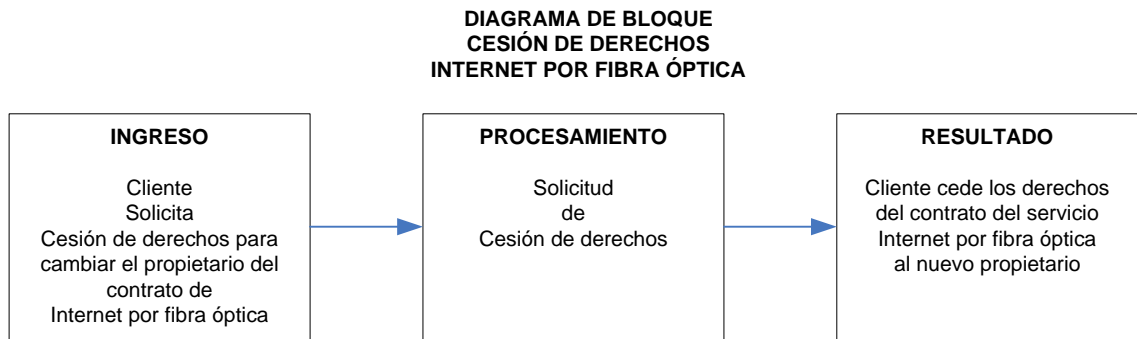 DIAGRAMA DE BLOQUE
CESIÓN DE DERECHOS
INTERNET POR FIBRA ÓPTICA
INGRESO
Cliente
Solicita
Cesión de derechos para
cambiar el propietario del
contrato de
Internet por fibra óptica
PROCESAMIENTO
Solicitud
de
Cesión de derechos
RESULTADO
Cliente cede los derechos
del contrato del servicio
Internet por fibra óptica
al nuevo propietario